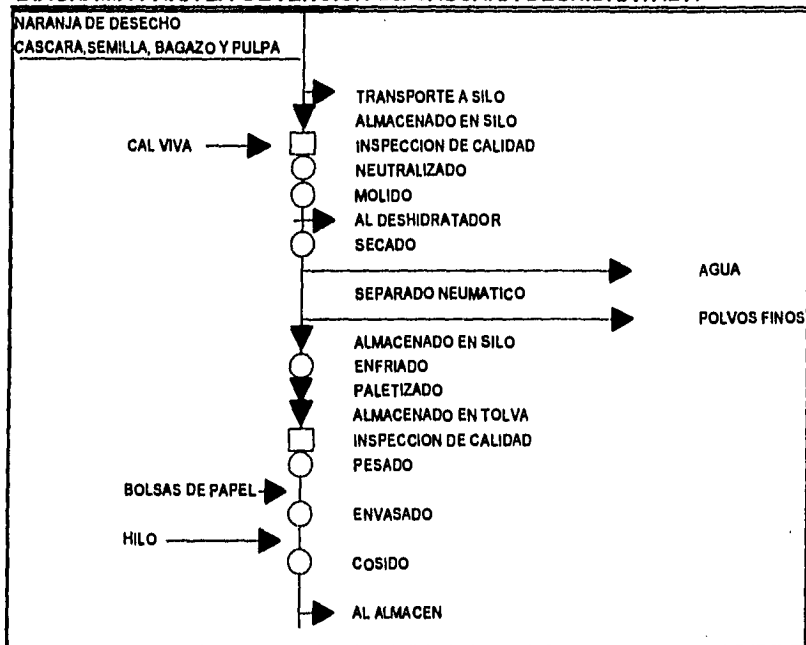 NARANJA DE DESECHO
CASCARA,SEMILLA, BAGAZO Y PULPA
TRANSPORTE A SILO
ALMACENADO EN SILO
CAL VIVA
INSPECCION DE CALIDAD
NEUTRALIZADO
MOLIDO
AL DESHIDRATADOR
SECADO
AGUA
SEPARADO NEUMATICO
POLVOS FINOS
ALMACENADO EN SILO
ENFRIADO
PALETIZADO
ALMACENADO EN TOLVA
INSPECCION DE CALIDAD
PESADO
BOLSAS DE PAPEL
ENVASADO
HILO
COSIDO
AL ALMACEN